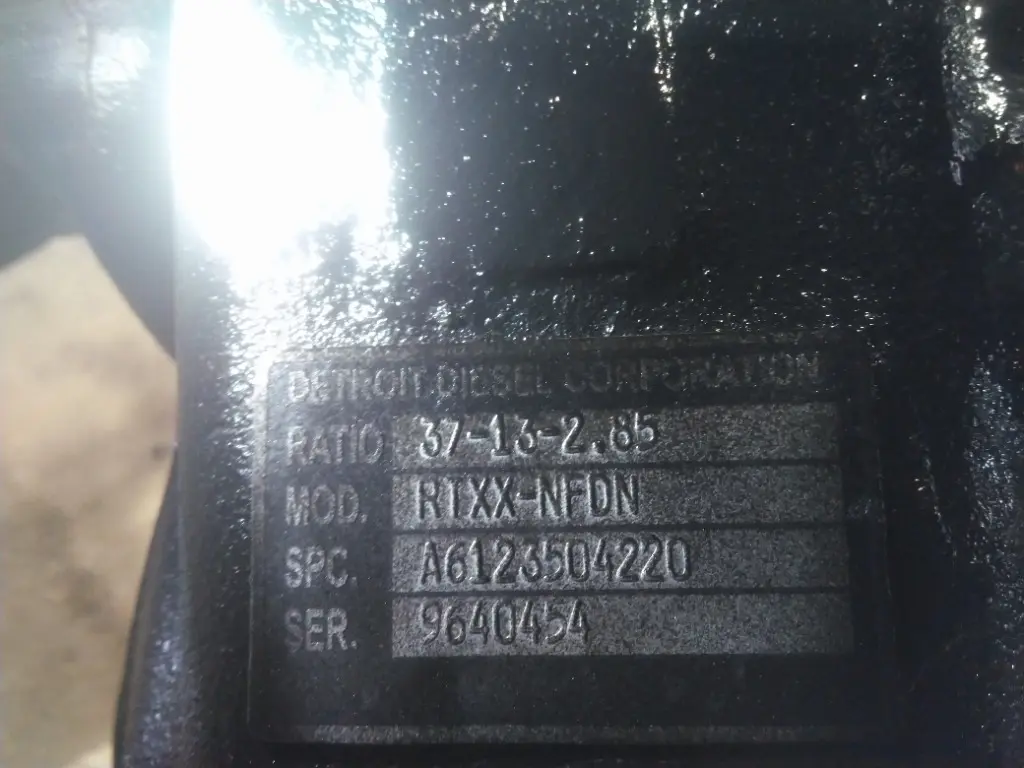 DETROIT DIESEL CORPORATION
RATIO 37-13-2.85
MOD. RTXX-NFDN
SPC. A6123504220
SER. 9640454